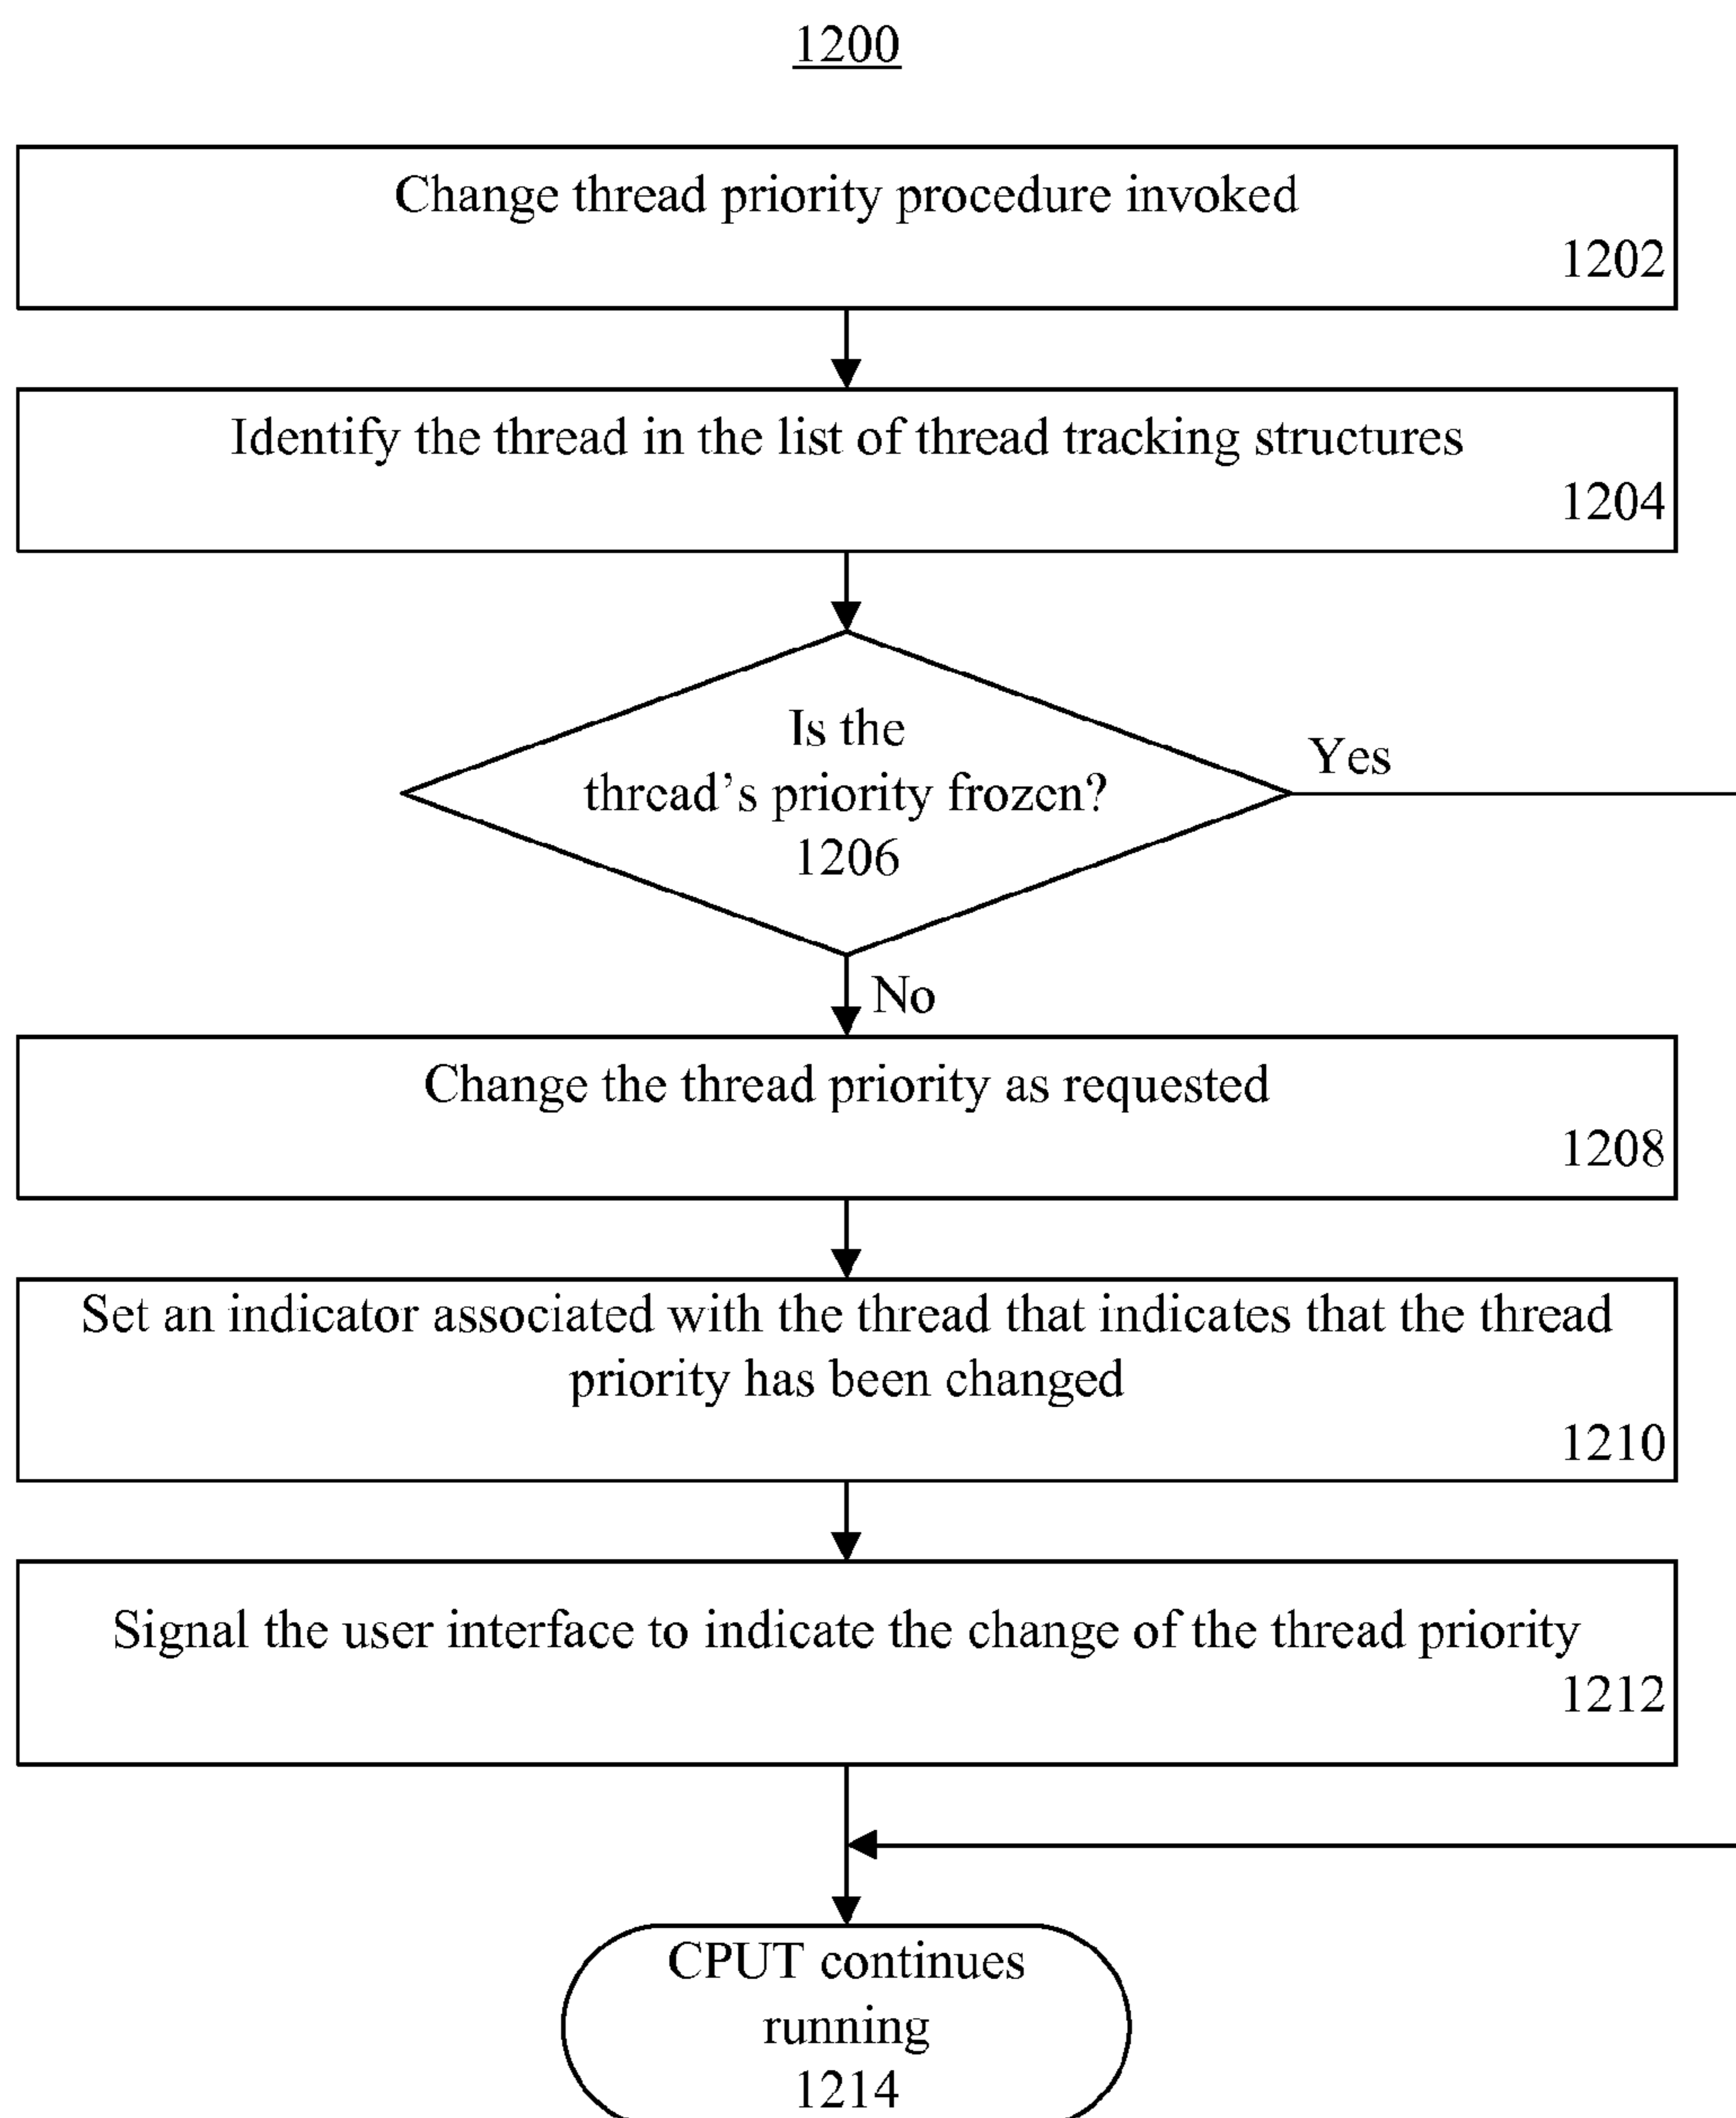 1200
Change thread priority procedure invoked
1202
Identify the thread in the list of thread tracking structures
1204
Is the
thread's priority frozen?
1206
Yes
No
Change the thread priority as requested
1208
Set an indicator associated with the thread that indicates that the thread
priority has been changed
1210
Signal the user interface to indicate the change of the thread priority
1212
CPUT continues
running
1214